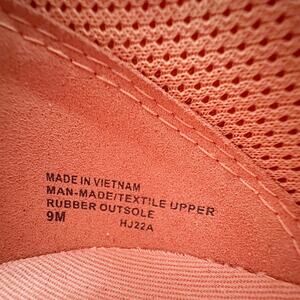 MADE IN VIETNAM
MAN-MADE/TEXTILE UPPER
RUBBER OUTSOLE
9M HJ22A